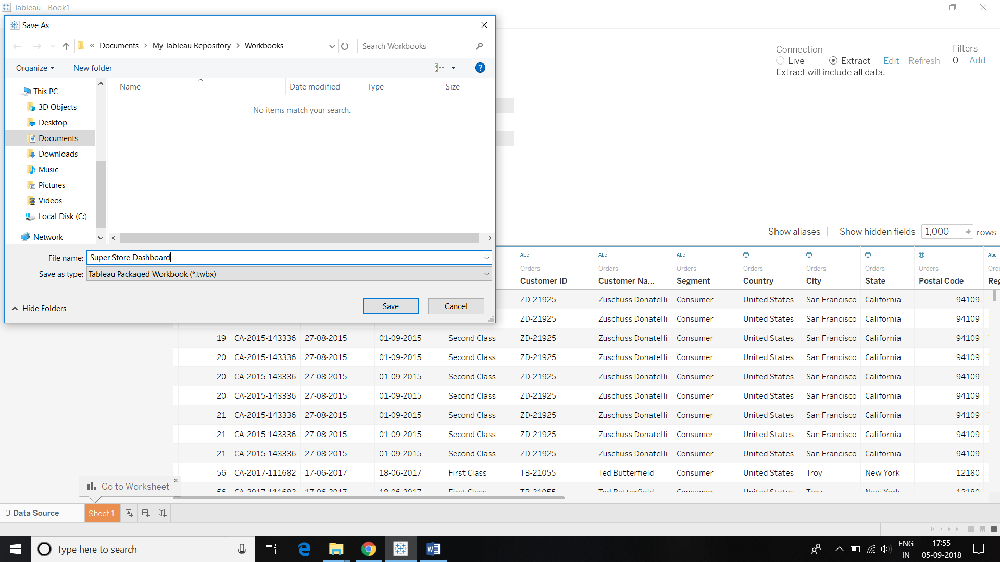 Tableau - Book1
Save As
« Documents > My Tableau Repository > Workbooks
Search Workbooks
Organize
New folder
?
This PC
3D Objects
Desktop
Documents
Downloads
Music
Pictures
Videos
Local Disk (C:)
Network
Name Date modified Type Size
No items match your search.
File name: Super Store Dashboard
Save as type: Tableau Packaged Workbook (*.twbx)
Hide Folders
Save
Cancel
Connection
Live Extract Edit Refresh
Extract will include all data.
Filters
0 Add
Show aliases Show hidden fields 1,000 rows
Abc Abc Abc Abc
Orders Orders Orders Orders Orders Orders Orders Orde
Customer ID Customer Na... Segment Country City State Postal Code Reg
ZD-21925 Zuschuss Donatelli Consumer United States San Francisco California 94109
ZD-21925 Zuschuss Donatelli Consumer United States San Francisco California 94109
19 CA-2015-143336 27-08-2015 01-09-2015 Second Class ZD-21925 Zuschuss Donatelli Consumer United States San Francisco California 94109
20 CA-2015-143336 27-08-2015 01-09-2015 Second Class ZD-21925 Zuschuss Donatelli Consumer United States San Francisco California 94109
20 CA-2015-143336 27-08-2015 01-09-2015 Second Class ZD-21925 Zuschuss Donatelli Consumer United States San Francisco California 94109
20 CA-2015-143336 27-08-2015 01-09-2015 Second Class ZD-21925 Zuschuss Donatelli Consumer United States San Francisco California 94109
21 CA-2015-143336 27-08-2015 01-09-2015 Second Class ZD-21925 Zuschuss Donatelli Consumer United States San Francisco California 94109
21 CA-2015-143336 27-08-2015 01-09-2015 Second Class ZD-21925 Zuschuss Donatelli Consumer United States San Francisco California 94109
21 CA-2015-143336 27-08-2015 01-09-2015 Second Class ZD-21925 Zuschuss Donatelli Consumer United States San Francisco California 94109
56 CA-2017-111682 17-06-2017 18-06-2017 First Class TB-21055 Ted Butterfield Consumer United States Troy New York 12180
56 CA-2017-111682 17-06-2017 18-06-2017 First Class TB-21055 Ted Butterfield Consumer United States Troy New York 12180
Go to Worksheet
Data Source
Sheet 1
Type here to search
ENG
IN
17:55
05-09-2018